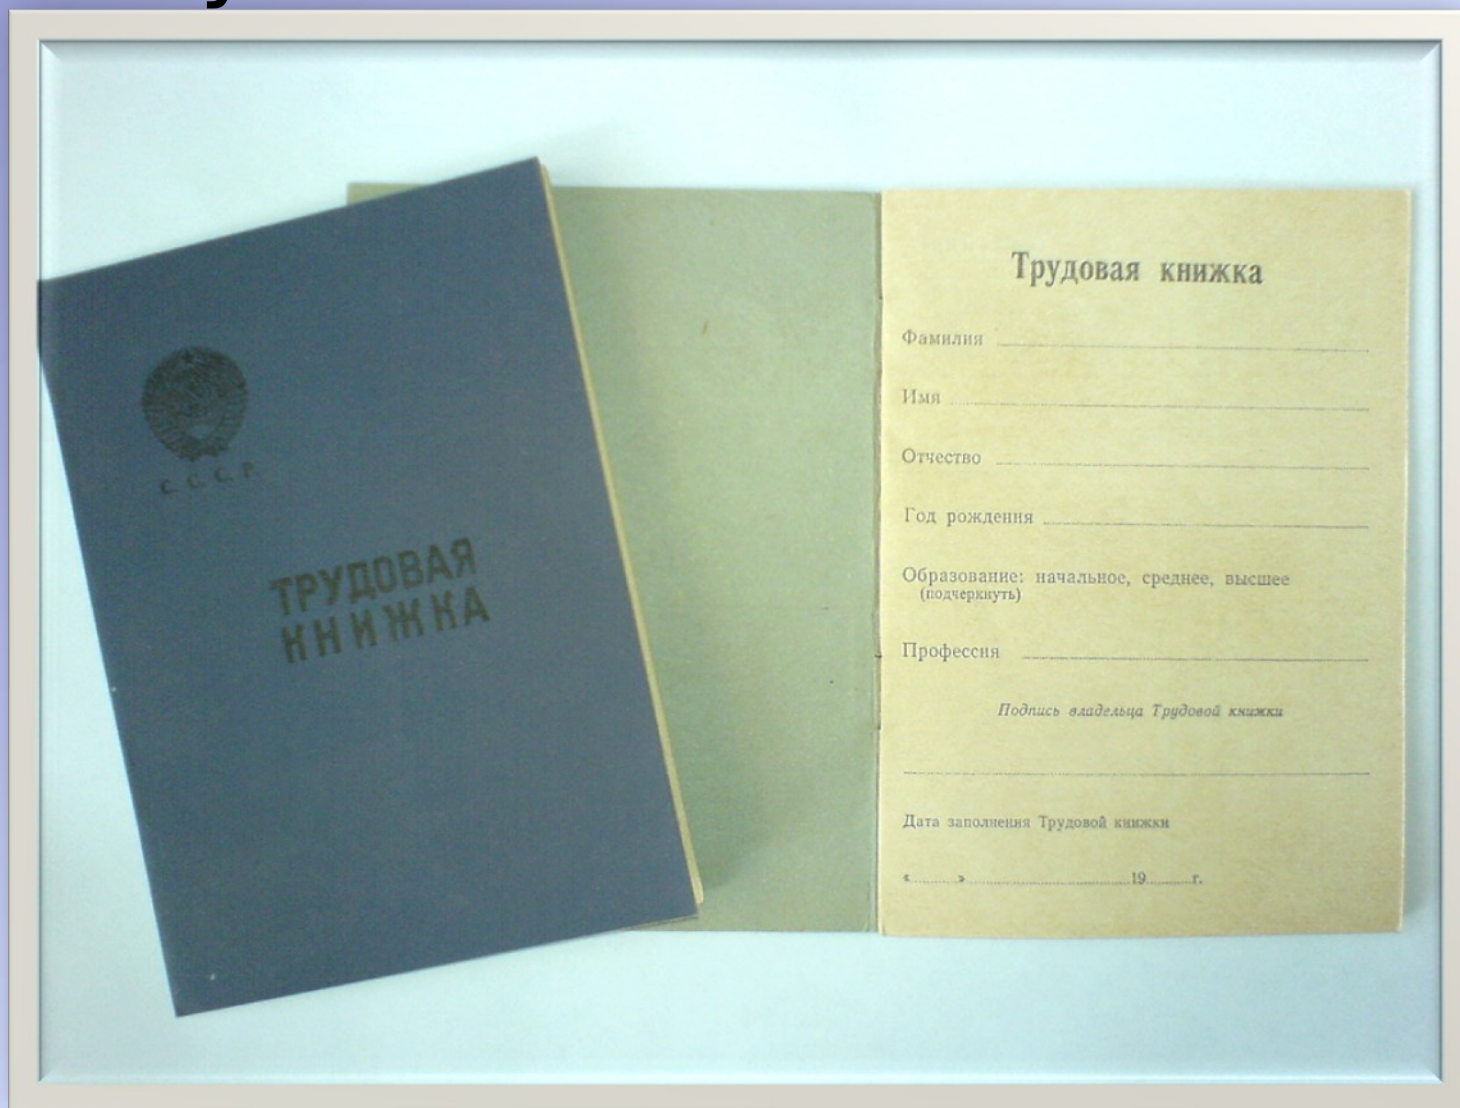 С. С. С. Р.
ТРУДОВАЯ
КНИЖКА
Трудовая книжка
Фамилия
Имя
Отчество
Год рождения
Образование: начальное, среднее, высшее
(подчеркнуть)
Профессия
Подпись владельца Трудовой книжки
Дата заполнения Трудовой книжки
«........»........................19........г.